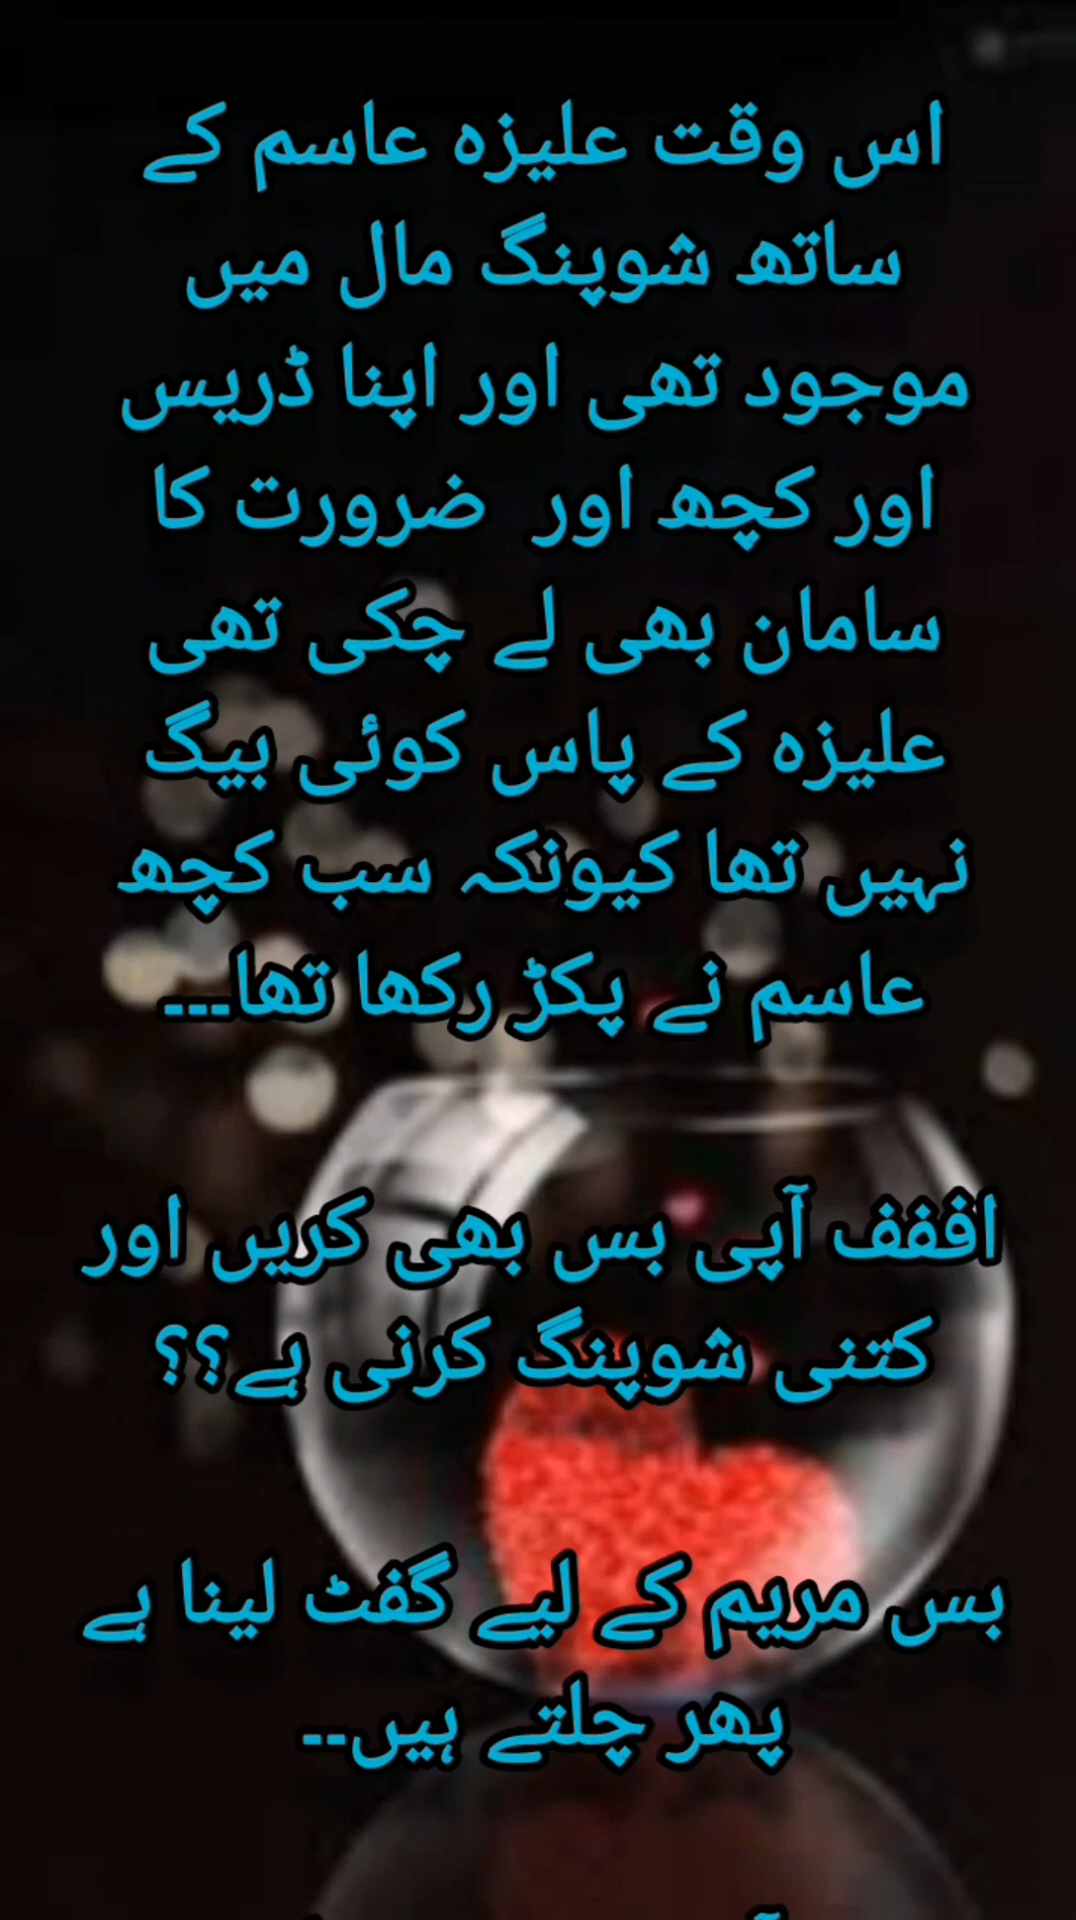 اس وقت علیزہ عاسم کے
ساتھ شوپنگ مال میں
موجود تھی اور اپنا ڈریس
اور کچھ اور ضرورت کا
سامان بھی لے چکی تھی
علیزہ کے پاس کوئی بیگ
نہیں تھا کیونکہ سب کچھ
عاسم نے پکڑ رکھا تھا---
اففف آپی بس بھی کریں اور
کتنی شوپنگ کرنی ہے؟؟
بس مریم کے لیے گفٹ لینا ہے
پھر چلتے ہیں--